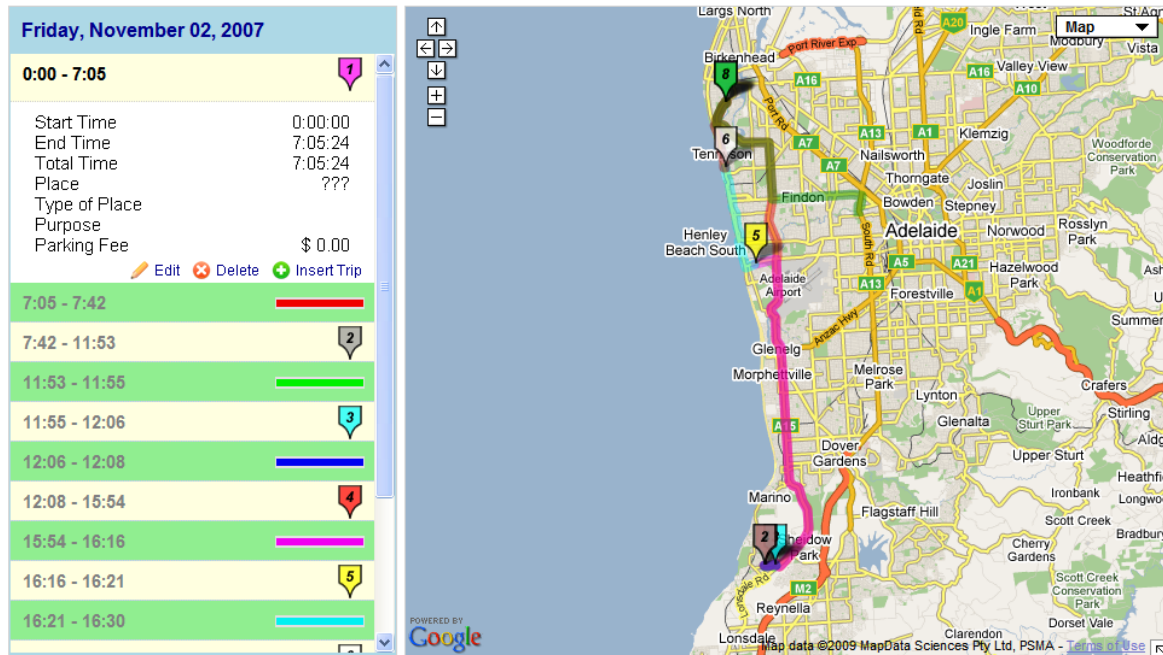 Friday, November 02, 2007
0:00 - 7:05
1
Start Time 0:00:00
End Time 7:05:24
Total Time 7:05:24
Place ???
Type of Place
Purpose
Parking Fee $ 0.00
Edit Delete Insert Trip
7:05 - 7:42
7:42 - 11:53
2
11:53 - 11:55
11:55 - 12:06
3
12:06 - 12:08
12:08 - 15:54
4
15:54 - 16:16
16:16 - 16:21
5
16:21 - 16:30
Largs North
A20
Ingle Farm
Map
Modbury
Vista
Port River Exp
Birkenhead
Valley View
8
A16
A16
A10
Port Rd
6
A13
A1
Klemzig
A7
Woodforde
Conservation
Park
Tennyson
Nailsworth
A7
Thorngate
Joslin
Findon
Bowden
Stepney
Henley
Beach South
5
South Rd
Adelaide
Norwood
Rosslyn
Park
A5
A21
Adelaide
Airport
Hazelwood
Park
A13
Forestville
A1
Anzac Hwy
Summer
Glenelg
Morphettville
Melrose
Park
Crafers
Lynton
Stirling
Upper
Sturt Park
Glenalta
A15
Dover
Gardens
Upper Sturt
Heathfi
Marino
Ironbank
Longwo
Flagstaff Hill
Scott Creek
2
Sheidow
Park
Cherry
Gardens
Bradbury
Lonsdale Rd
M2
Scott Creek
Conservation
Park
Reynella
Dorset Vale
POWERED BY
Google
Lonsdale
Clarendon
Map data ©2009 MapData Sciences Pty Ltd, PSMA - Terms of Use